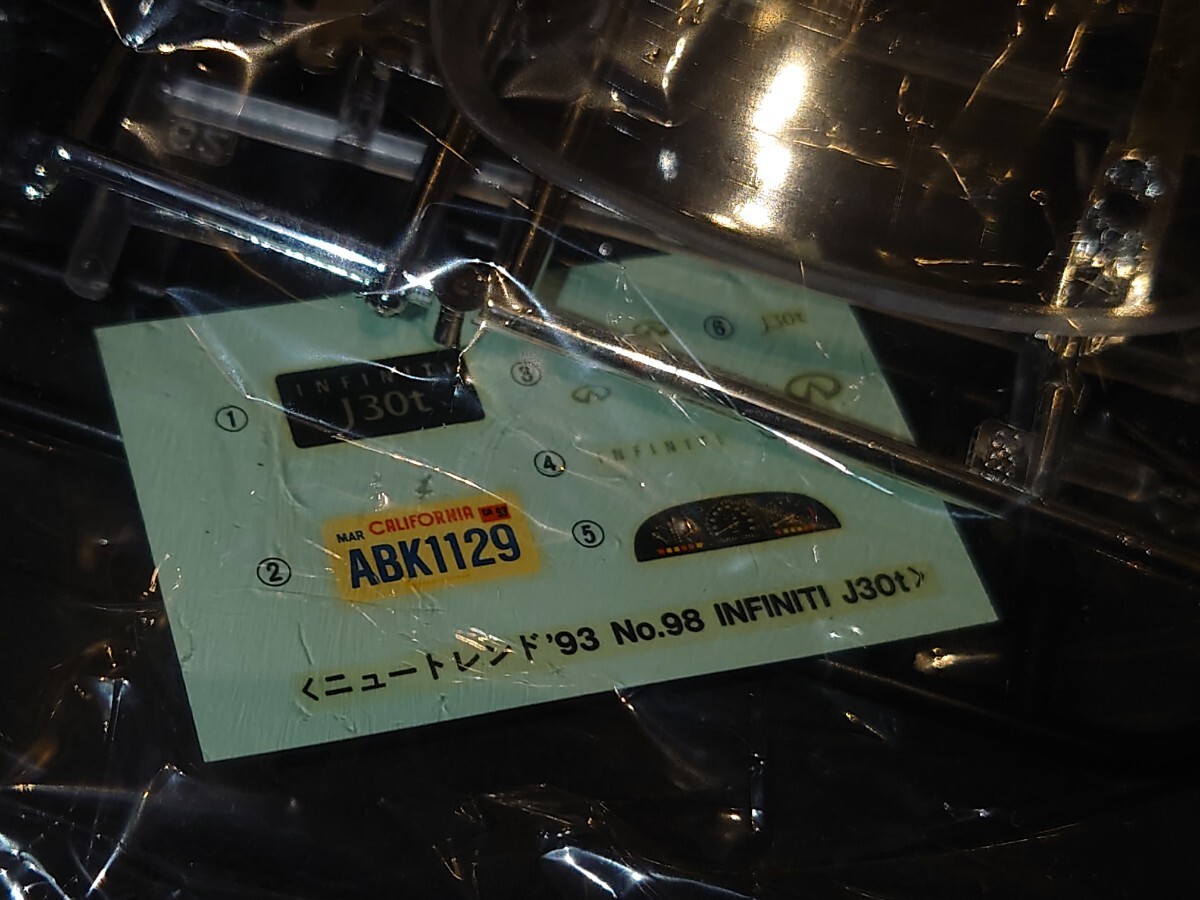 ① INFINITI
J30t
② MAR CALIFORNIA
ABK1129
③
④ INFINITI
⑤
⑥ J30t
<ニュートレンド'93 No.98 INFINITI J30t>